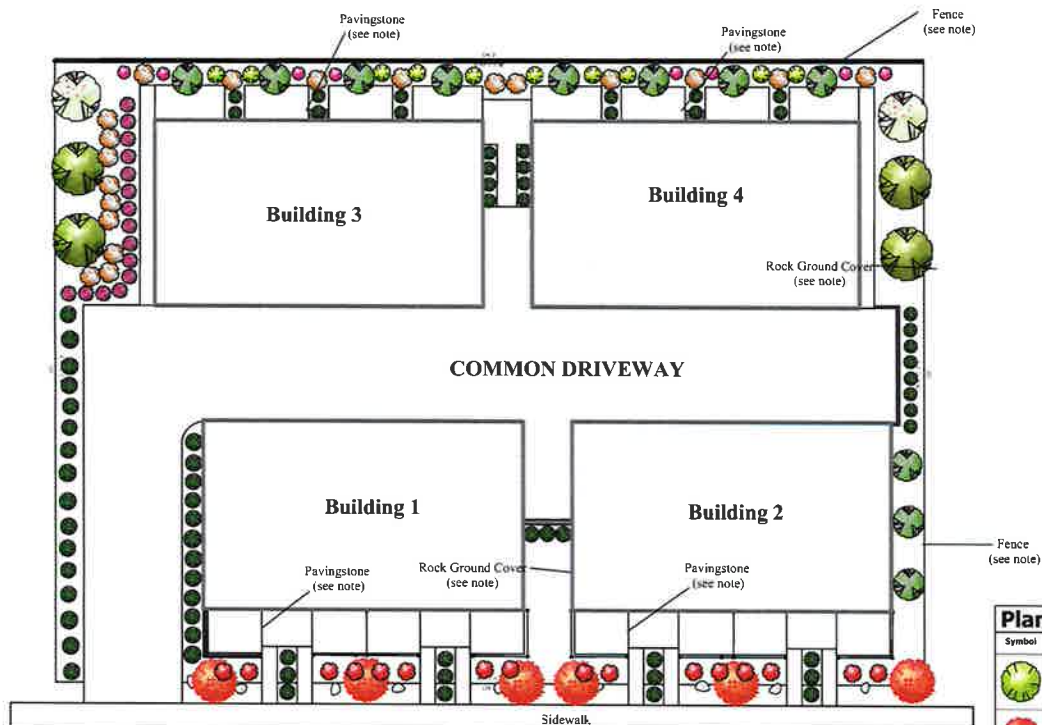 Pavingstone
(see note)
Pavingstone
(see note)
Fence
(see note)
Building 3
Building 4
Rock Ground Cover
(see note)
COMMON DRIVEWAY
Building 1
Building 2
Pavingstone
(see note)
Rock Ground Cover
(see note)
Pavingstone
(see note)
Fence
(see note)
Symbol
Sidewalk